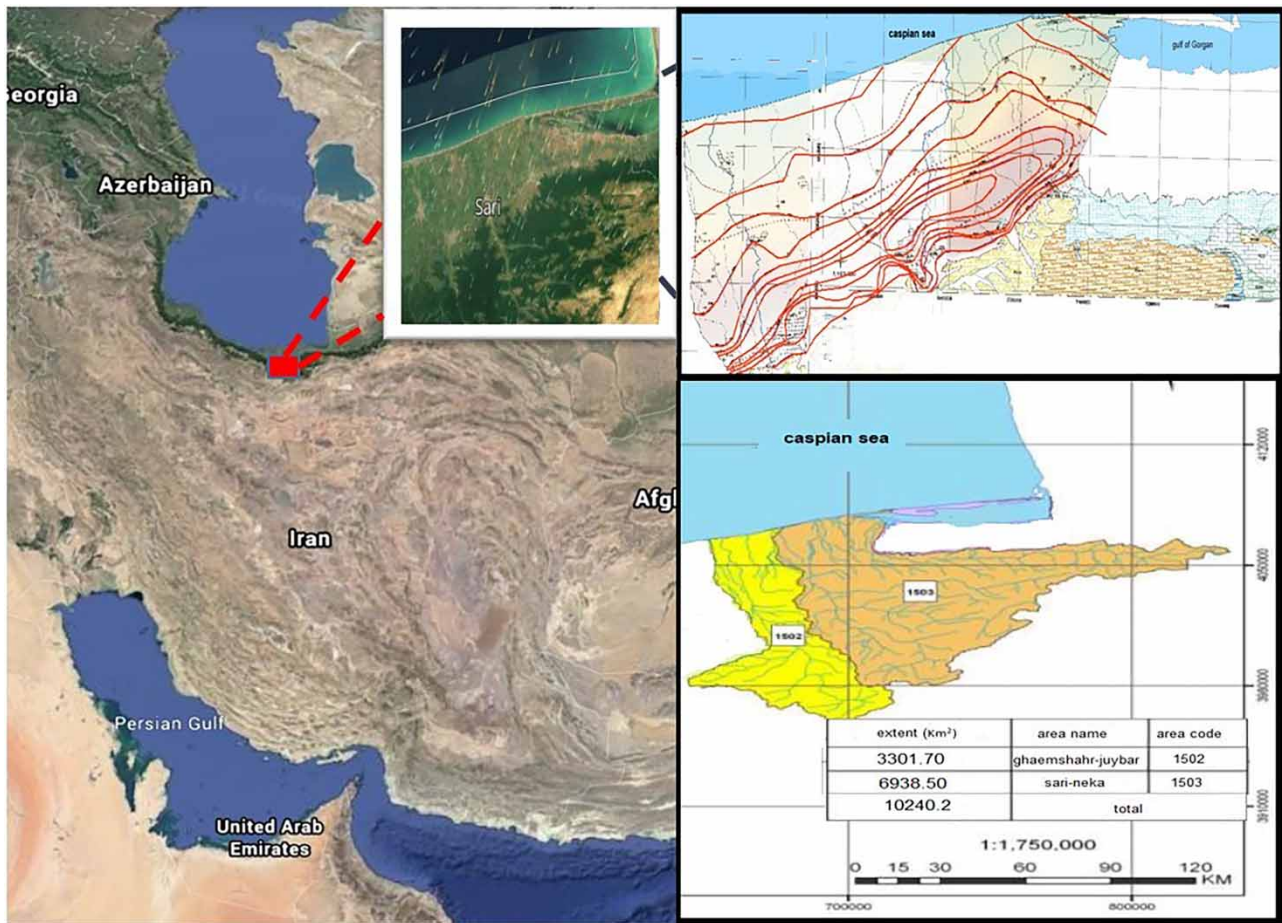 Georgia
Azerbaijan
Iran
Afg
Persian Gulf
United Arab
Emirates
Sari
caspian sea
gulf of Gorgan
caspian sea
1503
1502
4120000
4050000
3980000
3910000
extent (Km²) area name area code
3301.70 ghaemshahr-juybar 1502
6938.50 sari-neka 1503
10240.2 total
1:1,750,000
0 15 30 60 90 120
KM
700000 800000